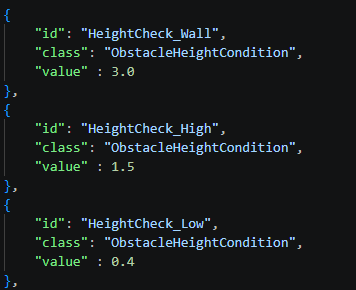 {
    "id": "HeightCheck_Wall",
    "class": "ObstacleHeightCondition",
    "value" : 3.0
},
{
    "id": "HeightCheck_High",
    "class": "ObstacleHeightCondition",
    "value" : 1.5
},
{
    "id": "HeightCheck_Low",
    "class": "ObstacleHeightCondition",
    "value" : 0.4
},